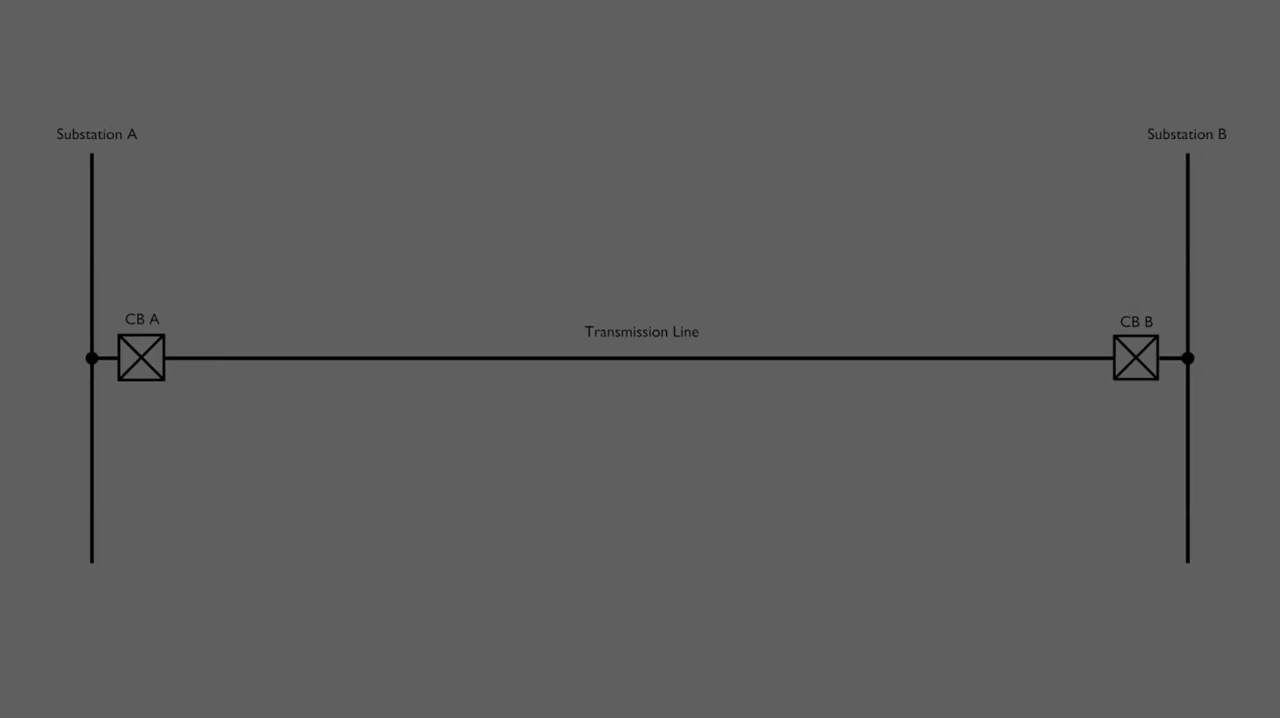 Substation A
Substation B
CB A
CB B
Transmission Line